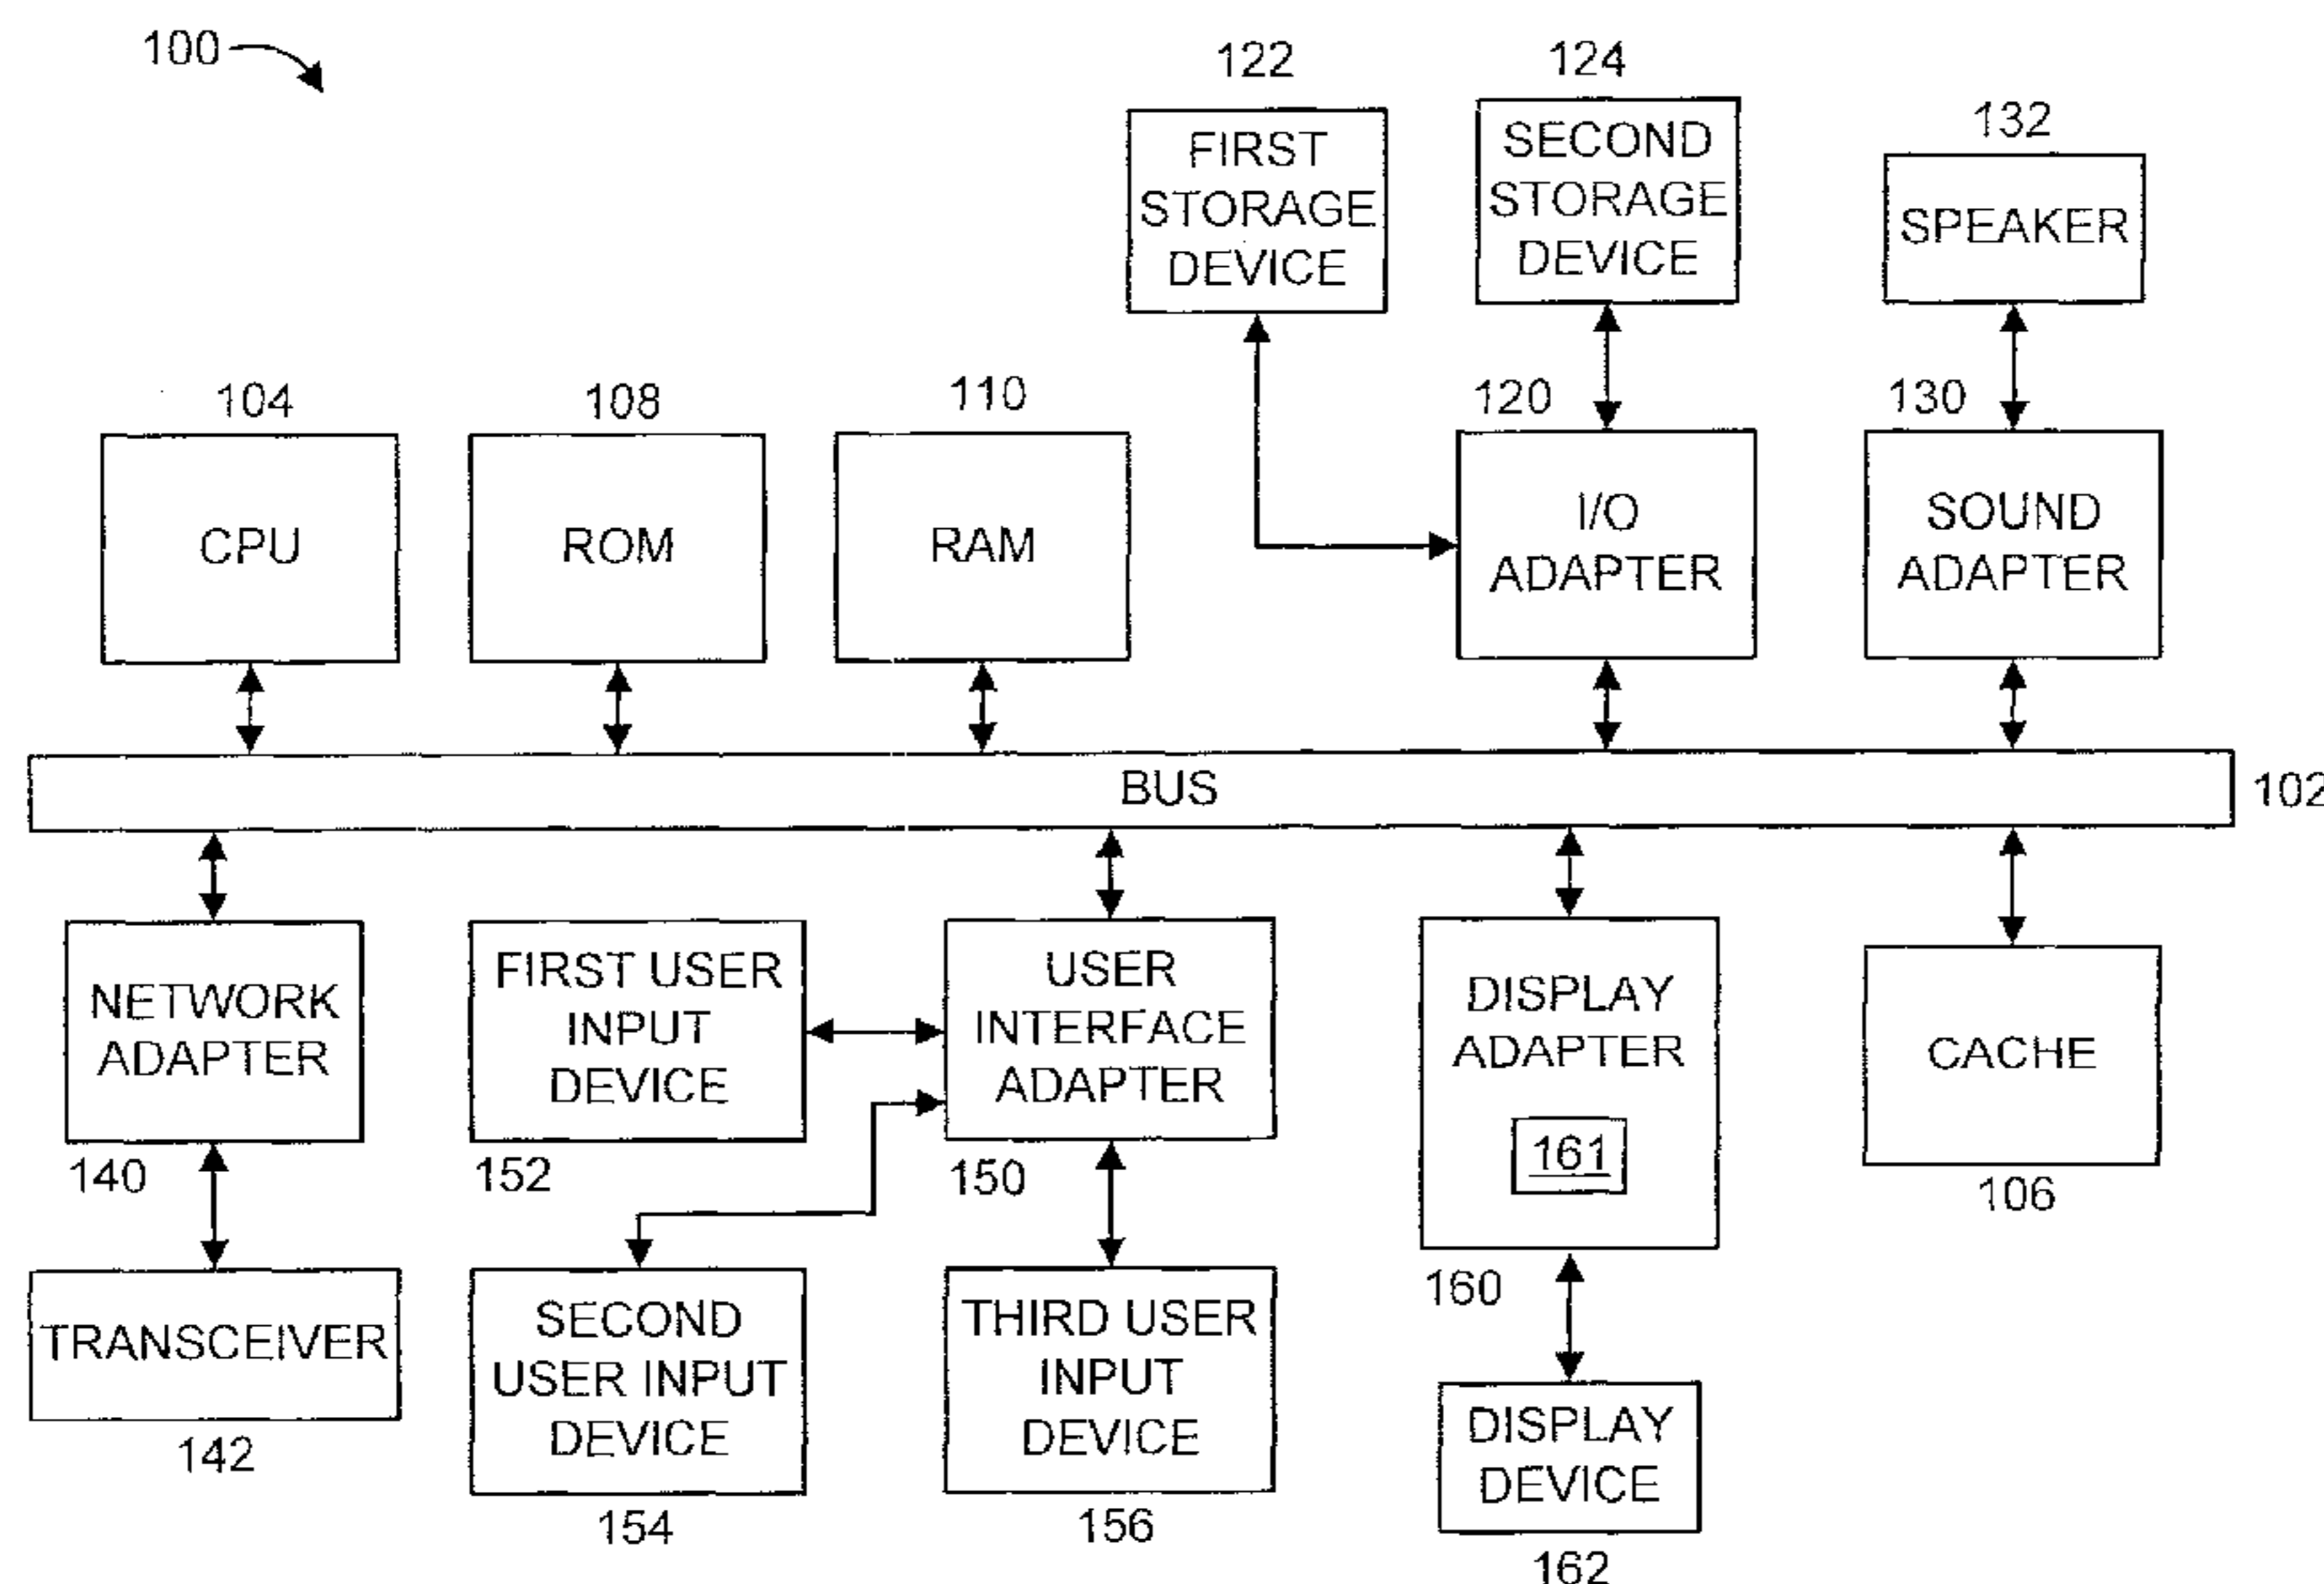 100
122
FIRST
STORAGE
DEVICE
124
SECOND
STORAGE
DEVICE
132
SPEAKER
104
CPU
108
ROM
110
RAM
120
I/O
ADAPTER
130
SOUND
ADAPTER
BUS
102
NETWORK
ADAPTER
140
FIRST USER
INPUT
DEVICE
152
USER
INTERFACE
ADAPTER
150
DISPLAY
ADAPTER
161
160
CACHE
106
TRANSCEIVER
142
SECOND
USER INPUT
DEVICE
154
THIRD USER
INPUT
DEVICE
156
DISPLAY
DEVICE
162